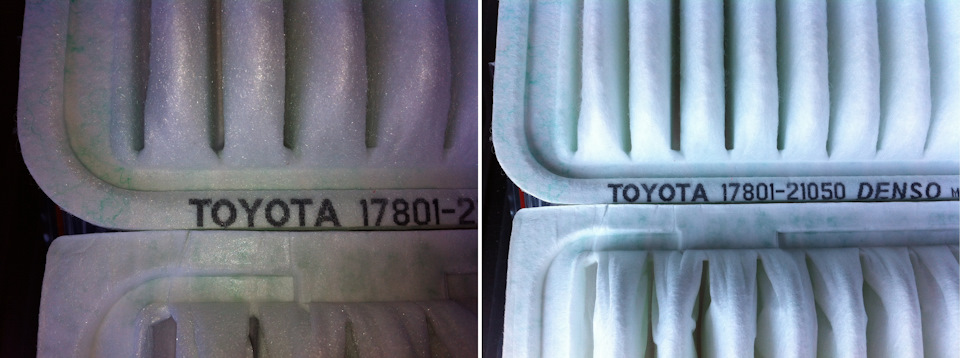 TOYOTA 17801-2
TOYOTA 17801-21050 DENSO M